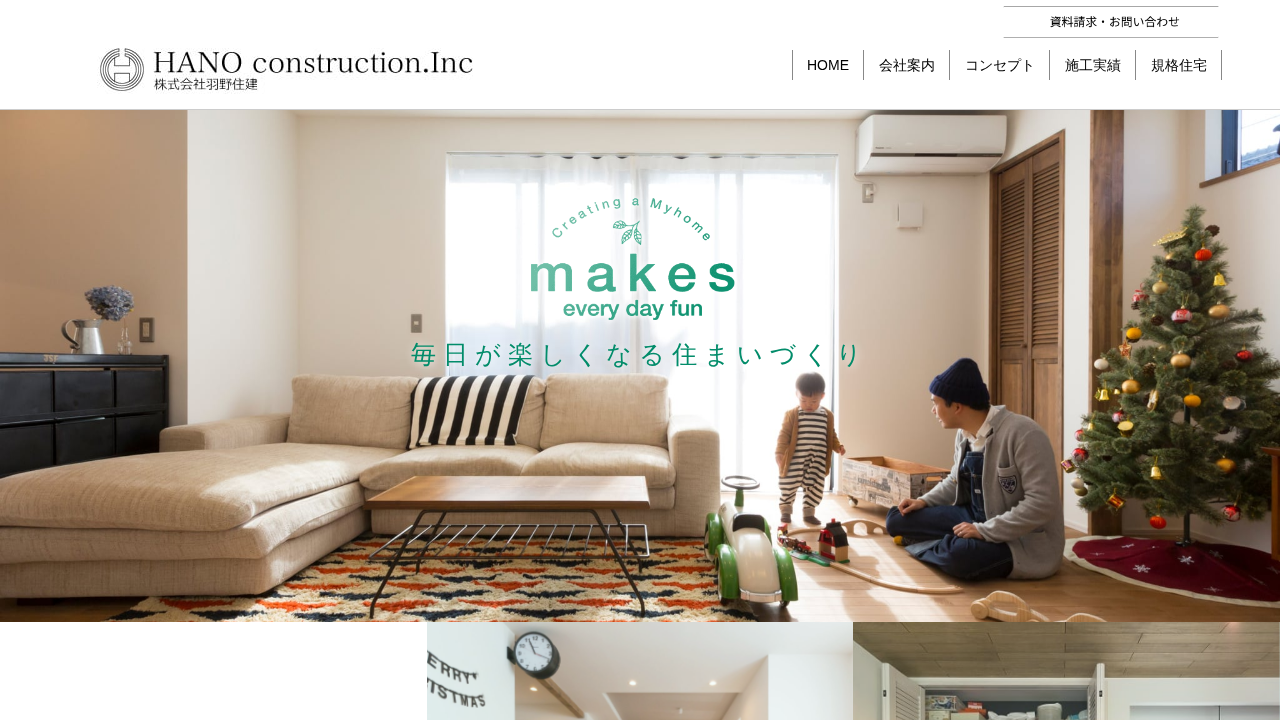 資料請求・お問い合わせ
HANO construction.Inc
株式会社羽野住建
HOME
会社案内
コンセプト
施工実績
規格住宅
Creating a Myhome
makes
every day fun
毎日が楽しくなる住まいづくり
ERRY
ISTMAS